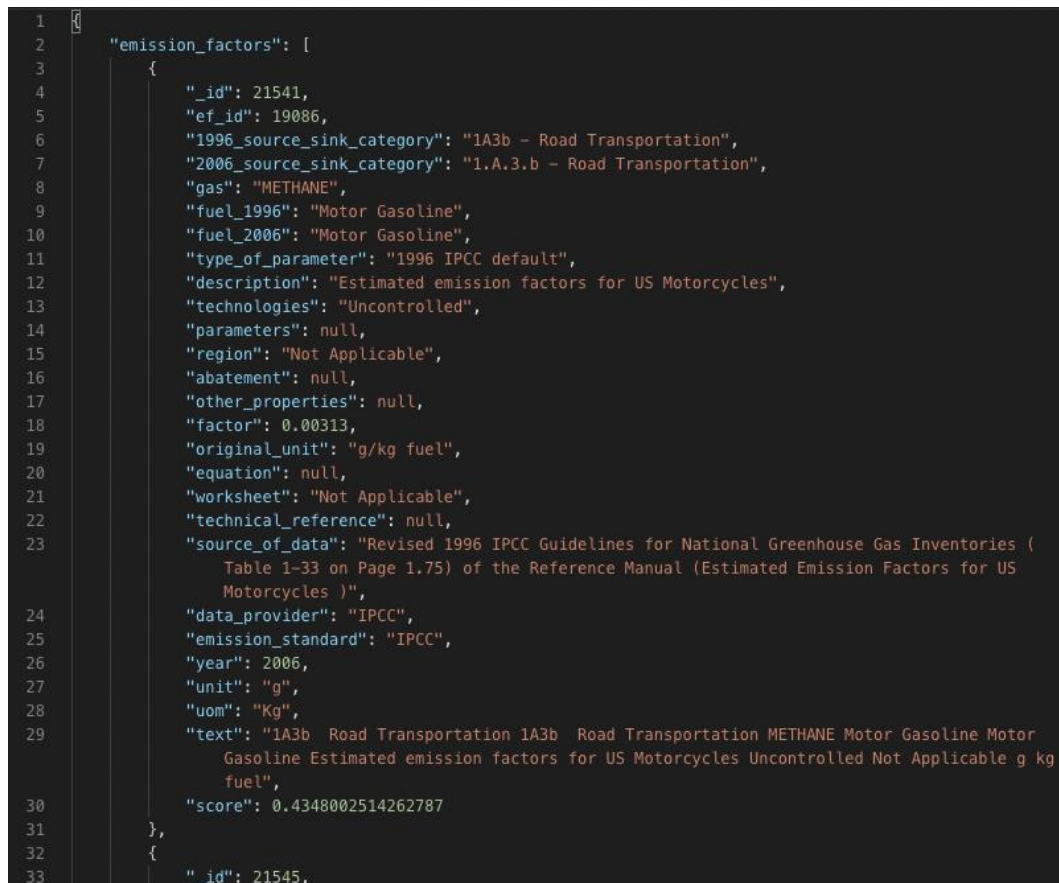 1 {
2 "emission_factors": [
3 {
4 "_id": 21541,
5 "ef_id": 19086,
6 "1996_source_sink_category": "1A3b – Road Transportation",
7 "2006_source_sink_category": "1.A.3.b – Road Transportation",
8 "gas": "METHANE",
9 "fuel_1996": "Motor Gasoline",
10 "fuel_2006": "Motor Gasoline",
11 "type_of_parameter": "1996 IPCC default",
12 "description": "Estimated emission factors for US Motorcycles",
13 "technologies": "Uncontrolled",
14 "parameters": null,
15 "region": "Not Applicable",
16 "abatement": null,
17 "other_properties": null,
18 "factor": 0.00313,
19 "original_unit": "g/kg fuel",
20 "equation": null,
21 "worksheet": "Not Applicable",
22 "technical_reference": null,
23 "source_of_data": "Revised 1996 IPCC Guidelines for National Greenhouse Gas Inventories (
Table 1-33 on Page 1.75) of the Reference Manual (Estimated Emission Factors for US
Motorcycles )",
24 "data_provider": "IPCC",
25 "emission_standard": "IPCC",
26 "year": 2006,
27 "unit": "g",
28 "uom": "Kg",
29 "text": "1A3b  Road Transportation 1A3b  Road Transportation METHANE Motor Gasoline Motor
Gasoline Estimated emission factors for US Motorcycles Uncontrolled Not Applicable g kg
fuel",
30 "score": 0.4348002514262787
31 },
32 {
33 "_id": 21545,